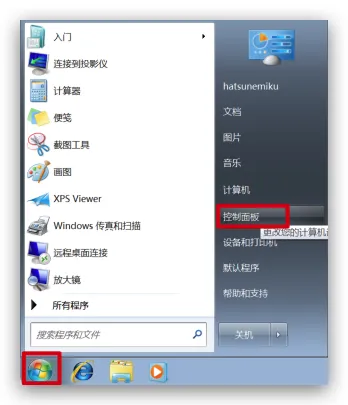 入门
连接到投影仪
计算器
便笺
截图工具
画图
XPS Viewer
Windows 传真和扫描
远程桌面连接
放大镜
所有程序
搜索程序和文件
hatsunemiku
文档
图片
音乐
计算机
控制面板
更改您的计算机
设备和打印机
默认程序
帮助和支持
关机